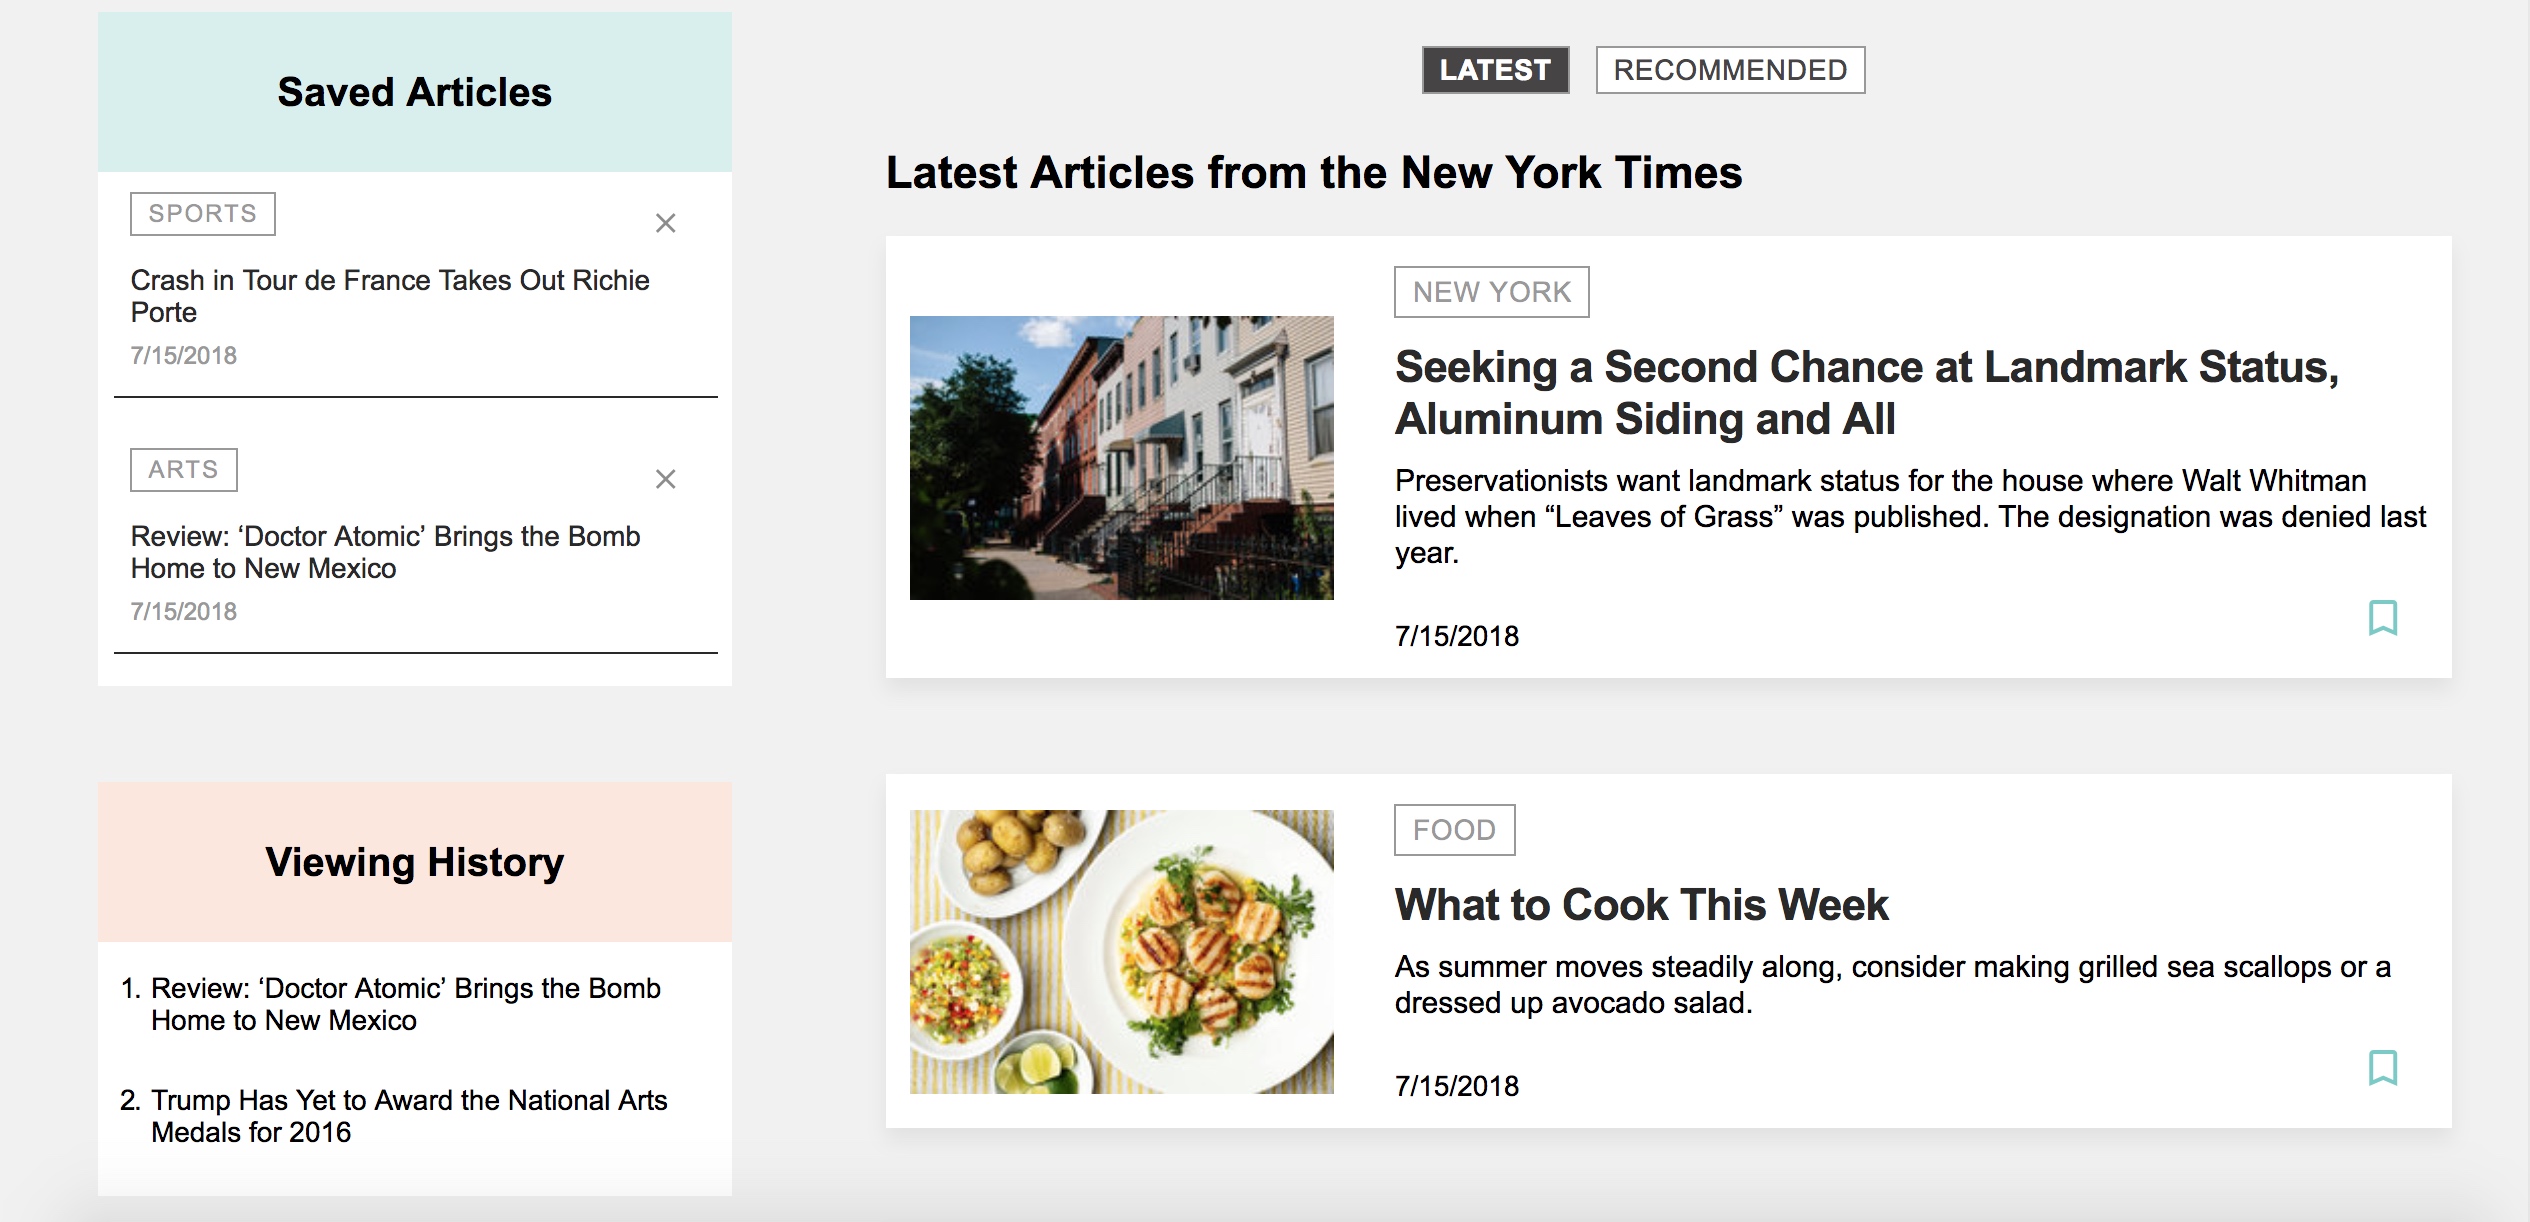 Saved Articles
SPORTS
Crash in Tour de France Takes Out Richie
Porte
7/15/2018
ARTS
Review: ‘Doctor Atomic’ Brings the Bomb
Home to New Mexico
7/15/2018
Viewing History
1. Review: ‘Doctor Atomic’ Brings the Bomb
Home to New Mexico
2. Trump Has Yet to Award the National Arts
Medals for 2016
LATEST
RECOMMENDED
Latest Articles from the New York Times
NEW YORK
Seeking a Second Chance at Landmark Status,
Aluminum Siding and All
Preservationists want landmark status for the house where Walt Whitman
lived when “Leaves of Grass” was published. The designation was denied last
year.
7/15/2018
FOOD
What to Cook This Week
As summer moves steadily along, consider making grilled sea scallops or a
dressed up avocado salad.
7/15/2018